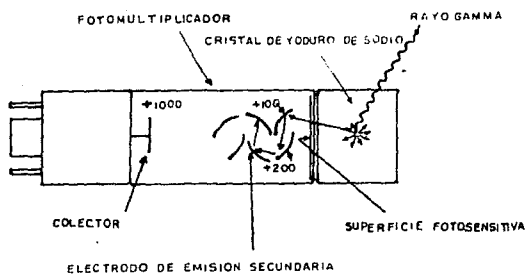 RAYO GAMMA
FOTOMULTIPLICADOR
CRISTAL DE YODURO DE SODIO
+1000
+100
+200
COLECTOR
SUPERFICIE FOTOSENSITIVA
ELECTRODO DE EMISION SECUNDARIA